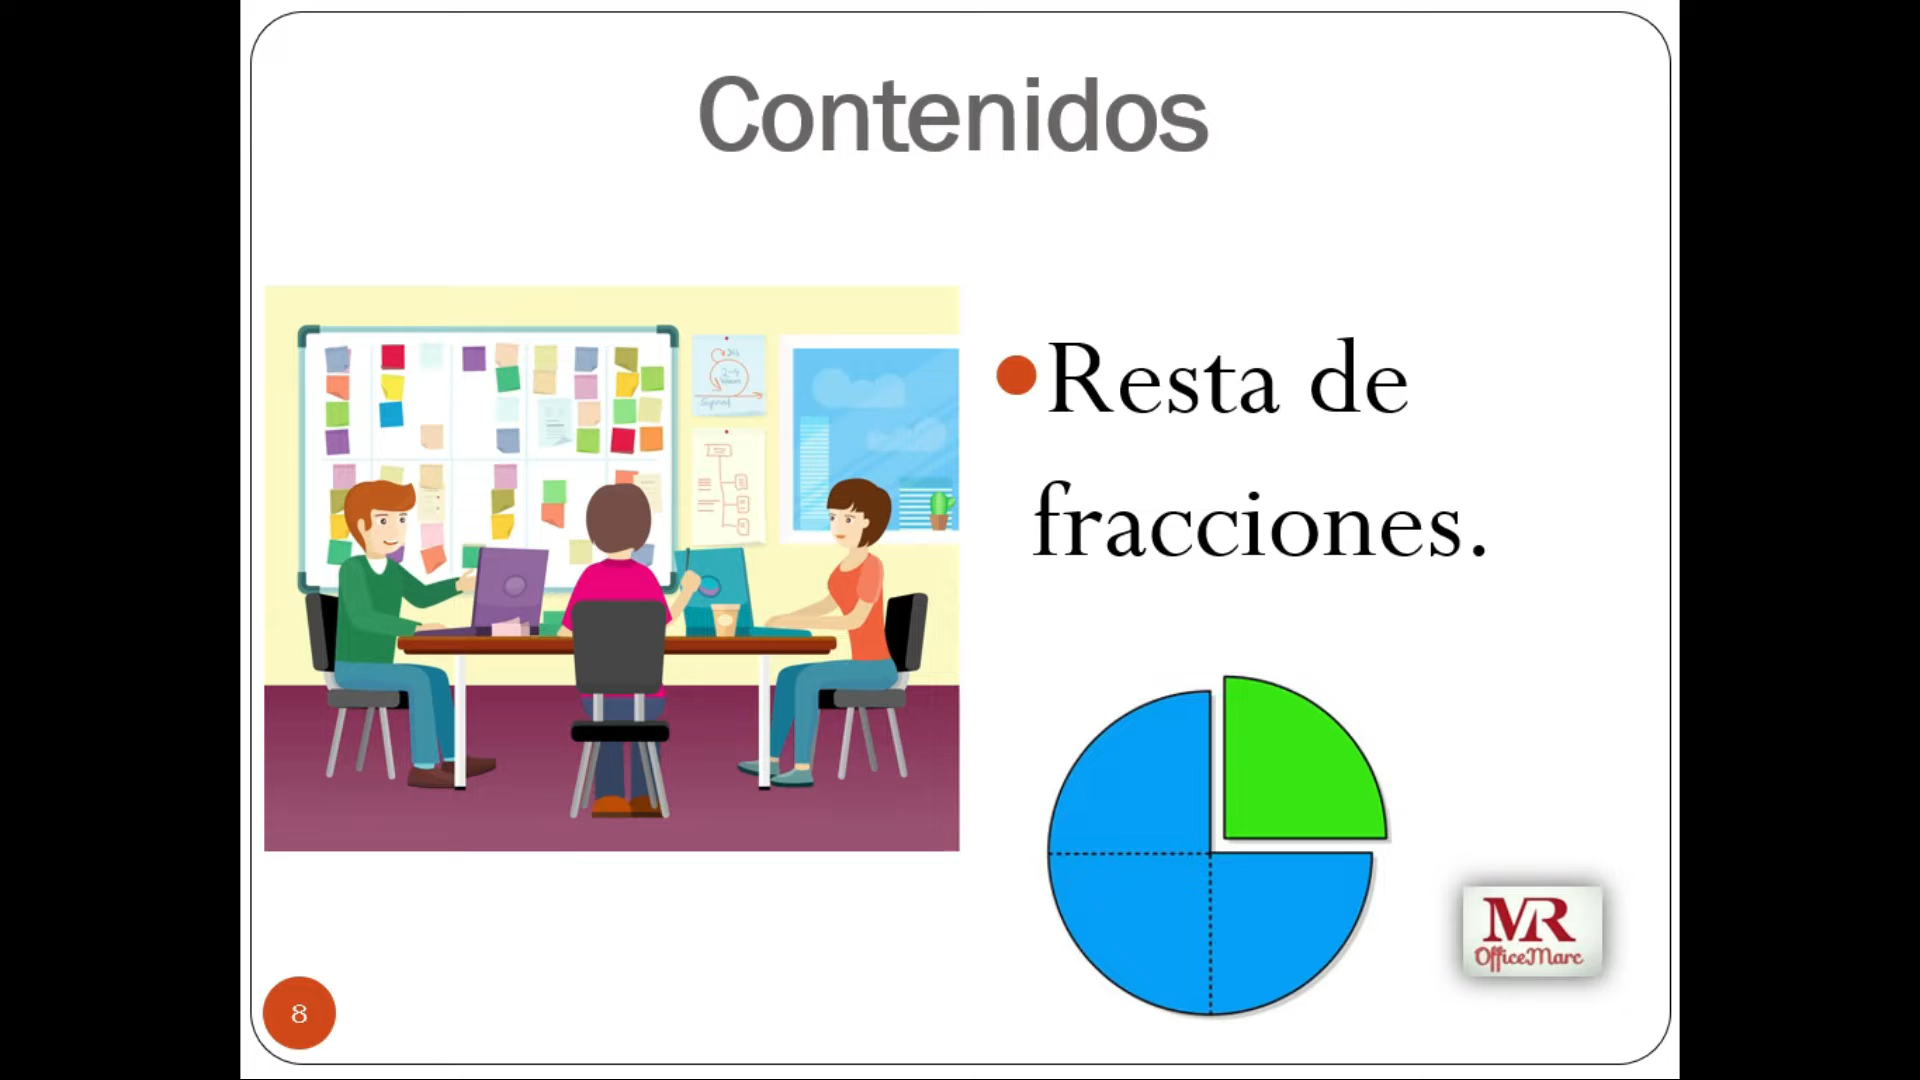 Contenidos
Resta de
fracciones.
MR
OfficeMarc
8